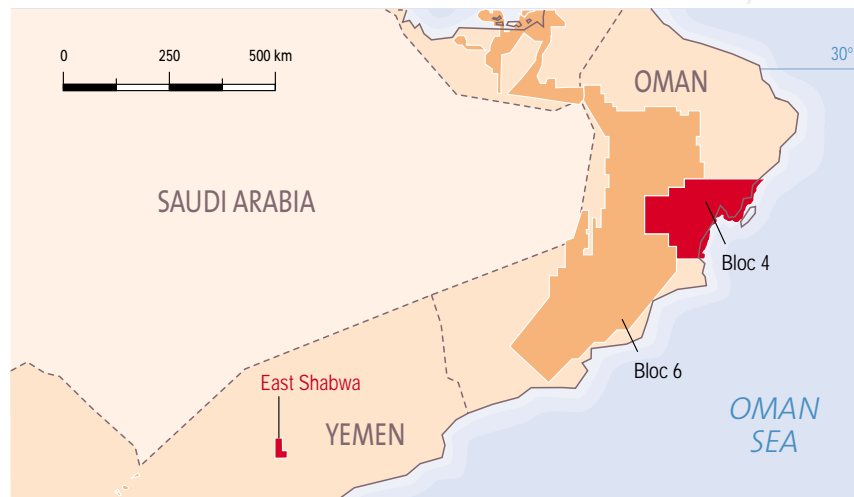 0
250
500 km
30°
OMAN
SAUDI ARABIA
Bloc 4
Bloc 6
East Shabwa
YEMEN
OMAN
SEA